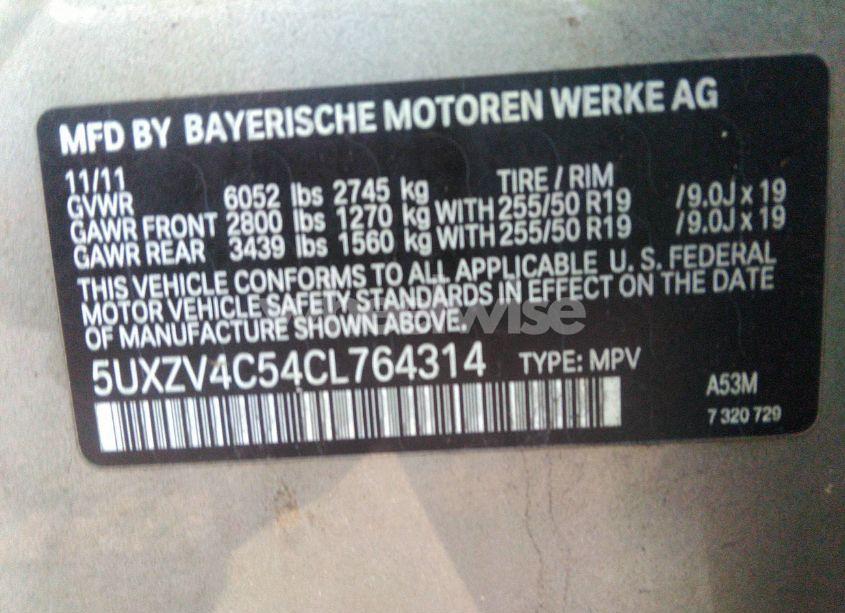 MFD BY BAYERISCHE MOTOREN WERKE AG
11/11 TIRE / RIM
GVWR 6052 lbs 2745 kg
GAWR FRONT 2800 lbs 1270 kg WITH 255/50 R19 /9.0J x 19
GAWR REAR 3439 lbs 1560 kg WITH 255/50 R19 /9.0J x 19
THIS VEHICLE CONFORMS TO ALL APPLICABLE U. S. FEDERAL
MOTOR VEHICLE SAFETY STANDARDS IN EFFECT ON THE DATE
OF MANUFACTURE SHOWN ABOVE.
5UXZV4C54CL764314 TYPE: MPV
A53M
7 320 729